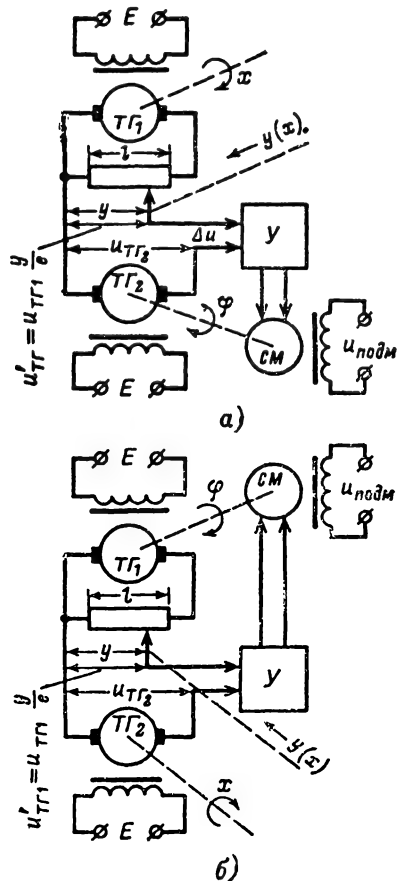 E
x
ТГ₁
l
y(x).
y
u'ТГ = uТГ1 y/e
uТГ₂
Δu
У
ТГ₂
φ
СМ
uподм
E
а)
E
φ
СМ
uподм
ТГ₁
l
y
u'ТГ1 = uТГ1 y/e
uТГ₂
У
ТГ₂
y(x)
x
E
б)